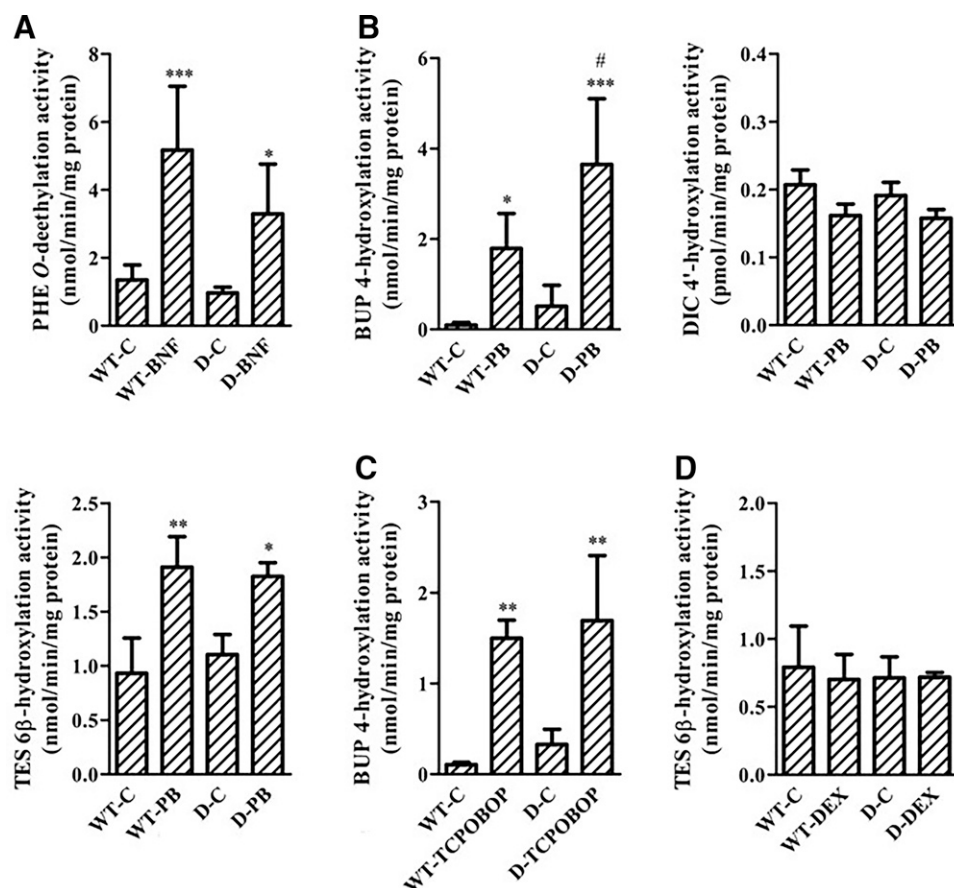 A
PHE O-deethylation activity
(nmol/min/mg protein)
8
6
4
2
0
***
*
WT-C
WT-BNF
D-C
D-BNF
B
BUP 4-hydroxylation activity
(nmol/min/mg protein)
6
4
2
0
*
#
***
WT-C
WT-PB
D-C
D-PB
DIC 4'-hydroxylation activity
(pmol/min/mg protein)
0.4
0.3
0.2
0.1
0.0
WT-C
WT-PB
D-C
D-PB
TES 6β-hydroxylation activity
(nmol/min/mg protein)
2.5
2.0
1.5
1.0
0.5
0.0
**
*
WT-C
WT-PB
D-C
D-PB
C
BUP 4-hydroxylation activity
(nmol/min/mg protein)
3
2
1
0
**
**
WT-C
WT-TCPOBOP
D-C
D-TCPOBOP
D
TES 6β-hydroxylation activity
(nmol/min/mg protein)
2.0
1.5
1.0
0.5
0.0
WT-C
WT-DEX
D-C
D-DEX